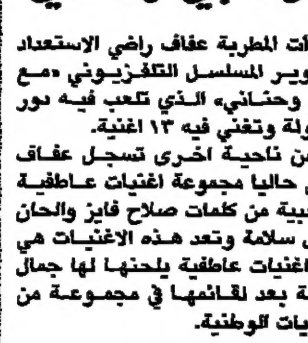 أت المطربة عفاف راضي الاستعداد
وير المسلسل التلفزيوني «مع
وحناني» الذي تلعب فيه دور
ولة وتغني فيه ١٣ اغنية.
ن ناحية اخرى تسجل عفاف
حاليا مجموعة اغنيات عاطفية
بية من كلمات صلاح فايز والحان
سلامة وتعد هذه الاغنيات هي
اغنيات عاطفية يلحنها لها جمال
ة بعد لقائهما في مجموعة من
يات الوطنية.